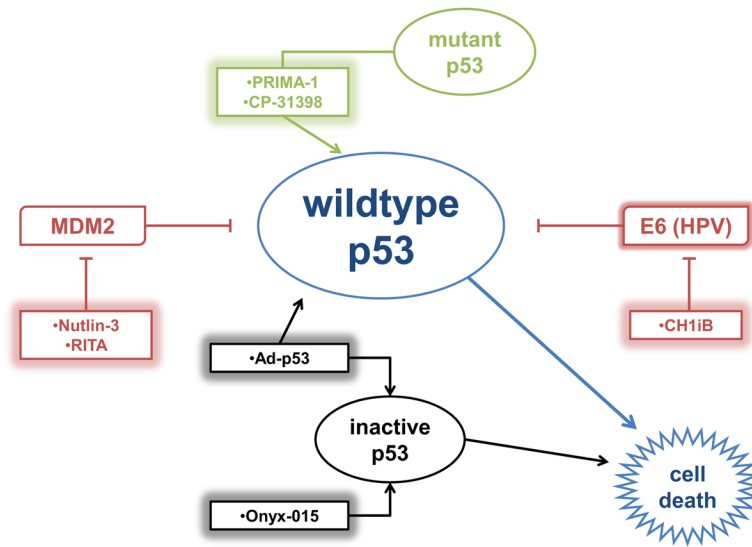 mutant
p53
•PRIMA-1
•CP-31398
wildtype
p53
MDM2
E6 (HPV)
•Nutlin-3
•RITA
•CH1iB
•Ad-p53
inactive
p53
cell
death
•Onyx-015